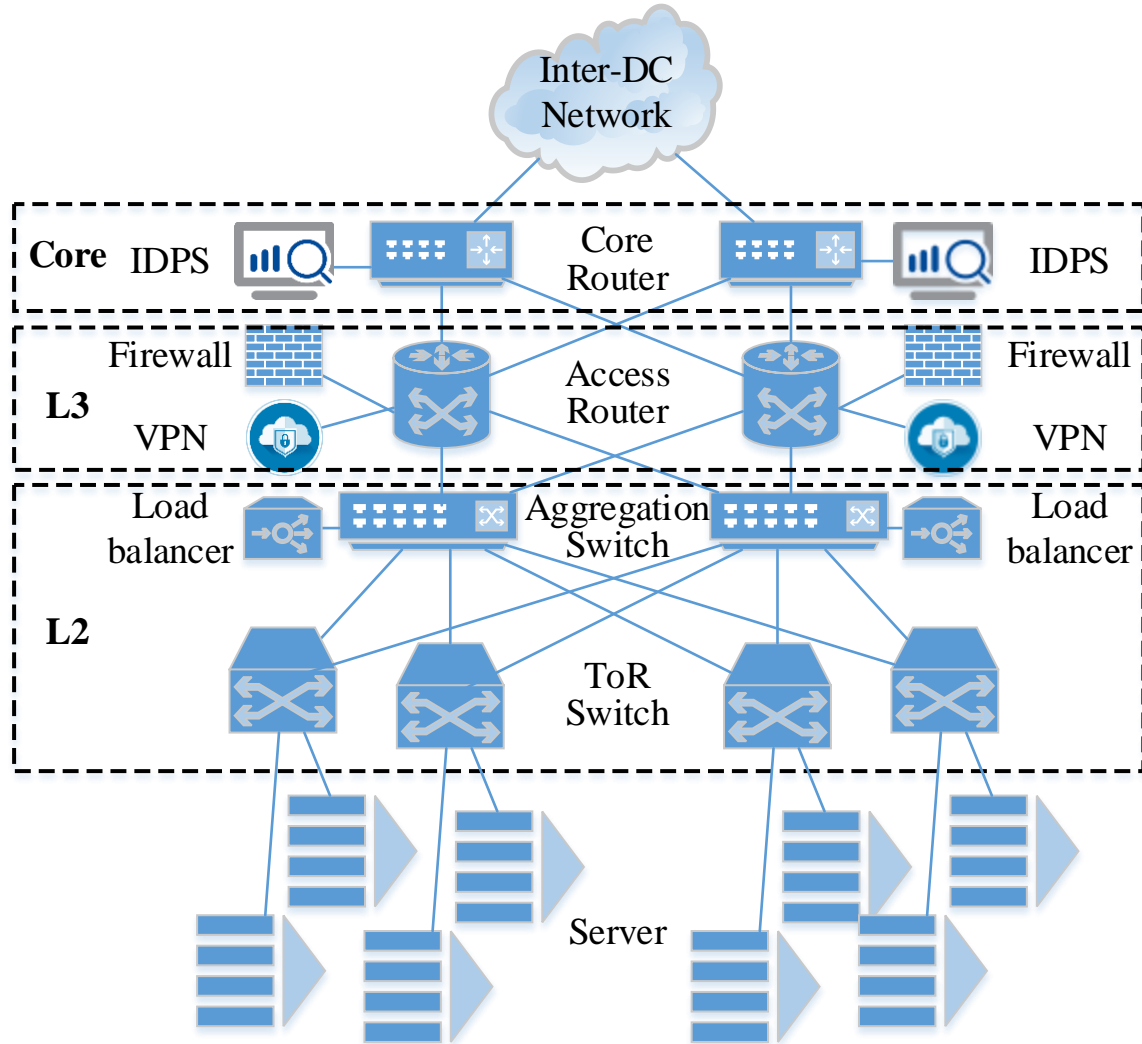 Inter-DC
Network
Core
IDPS
Core
Router
IDPS
Firewall
Access
Router
Firewall
L3
VPN
VPN
Load
balancer
Aggregation
Switch
Load
balancer
L2
ToR
Switch
Server